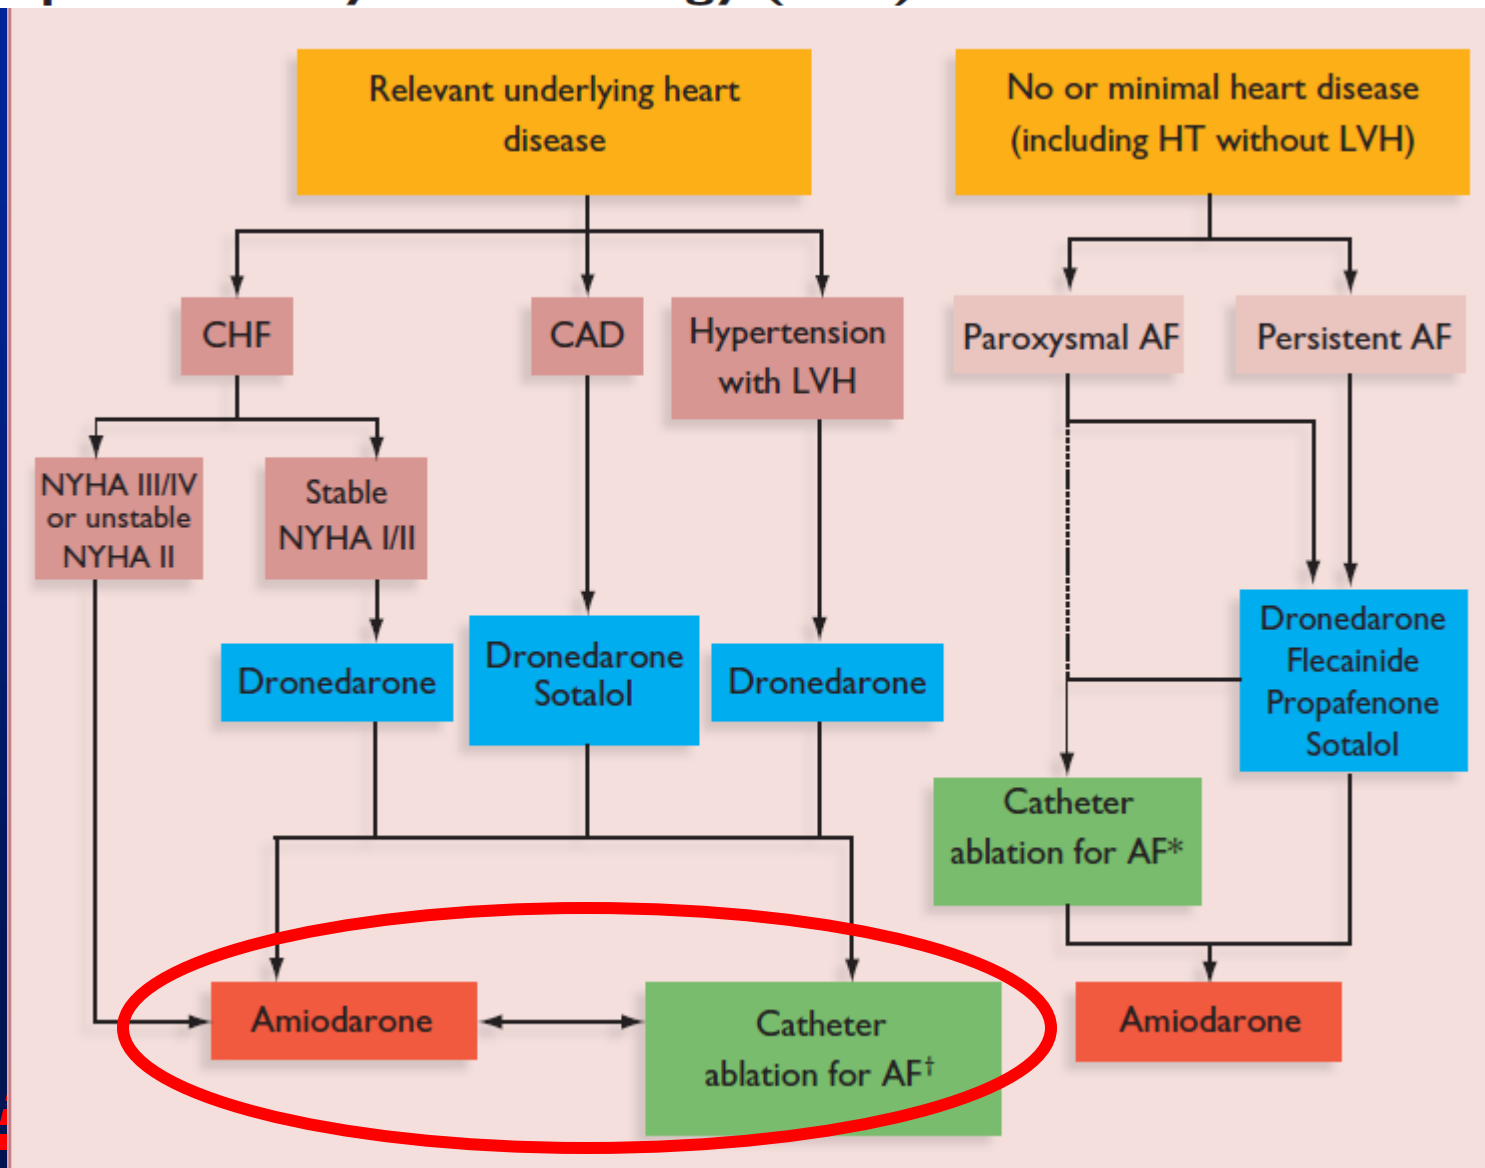 Relevant underlying heart
disease
No or minimal heart disease
(including HT without LVH)
CHF
CAD
Hypertension
with LVH
Paroxysmal AF
Persistent AF
NYHA III/IV
or unstable
NYHA II
Stable
NYHA I/II
Dronedarone
Dronedarone
Sotalol
Dronedarone
Dronedarone
Flecainide
Propafenone
Sotalol
Catheter
ablation for AF*
Amiodarone
Catheter
ablation for AF†
Amiodarone